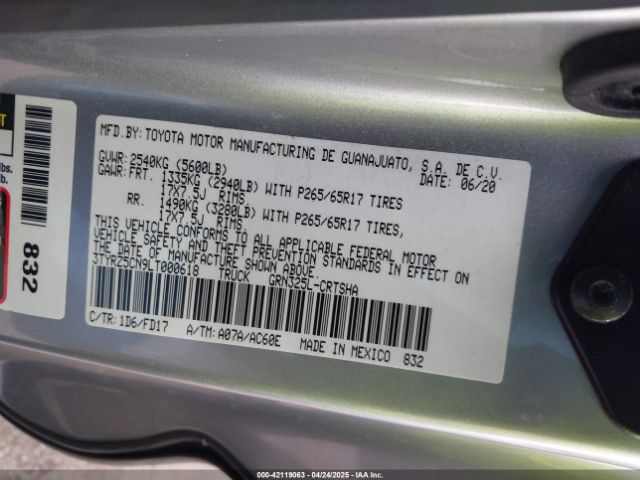 MFD.BY:TOYOTA MOTOR MANUFACTURING DE GUANAJUATO, S.A. DE C.V.
GVWR:2540KG (5600LB) DATE: 06/20
GAWR:FRT. 1335KG (2940LB) WITH P265/65R17 TIRES
17X7.5J RIMS
RR. 1490KG (3280LB) WITH P265/65R17 TIRES,
17X7.5J RIMS
THIS VEHICLE CONFORMS TO ALL APPLICABLE FEDERAL MOTOR
VEHICLE SAFETY AND THEFT PREVENTION STANDARDS IN EFFECT ON
THE DATE OF MANUFACTURE SHOWN ABOVE.
3TYRZ5CN9LT000618 TRUCK GRN325L-CRTSHA
C/TR: 1D6/FD17 A/TM: A07A/AC60E MADE IN MEXICO 832
lbs.
832
000-42119063 - 04/24/2025 - IAA Inc.